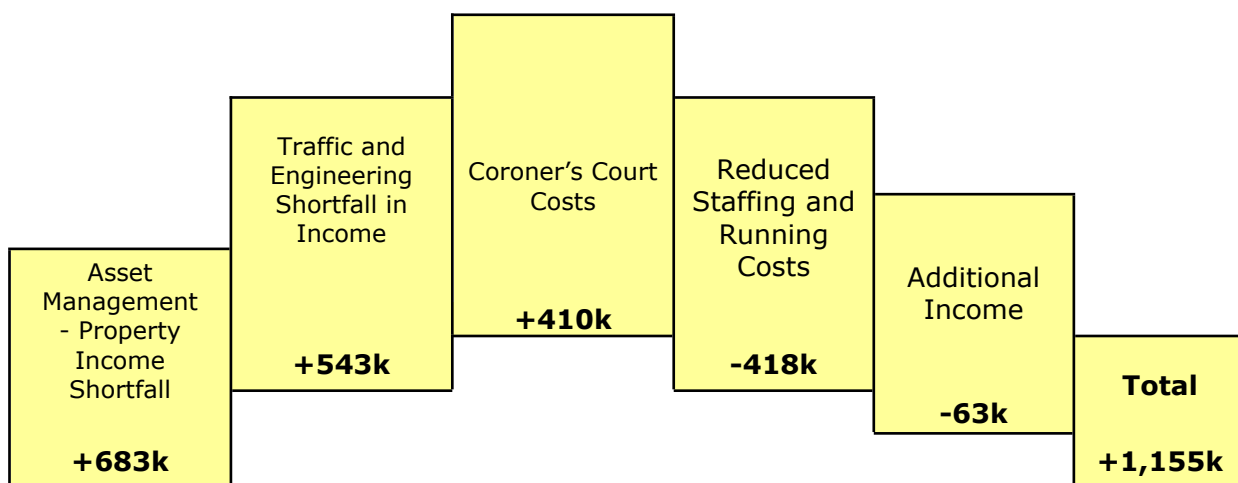 Asset
Management
- Property
Income
Shortfall
+683k
Traffic and
Engineering
Shortfall in
Income
+543k
Coroner’s Court
Costs
+410k
Reduced
Staffing and
Running
Costs
-418k
Additional
Income
-63k
Total
+1,155k